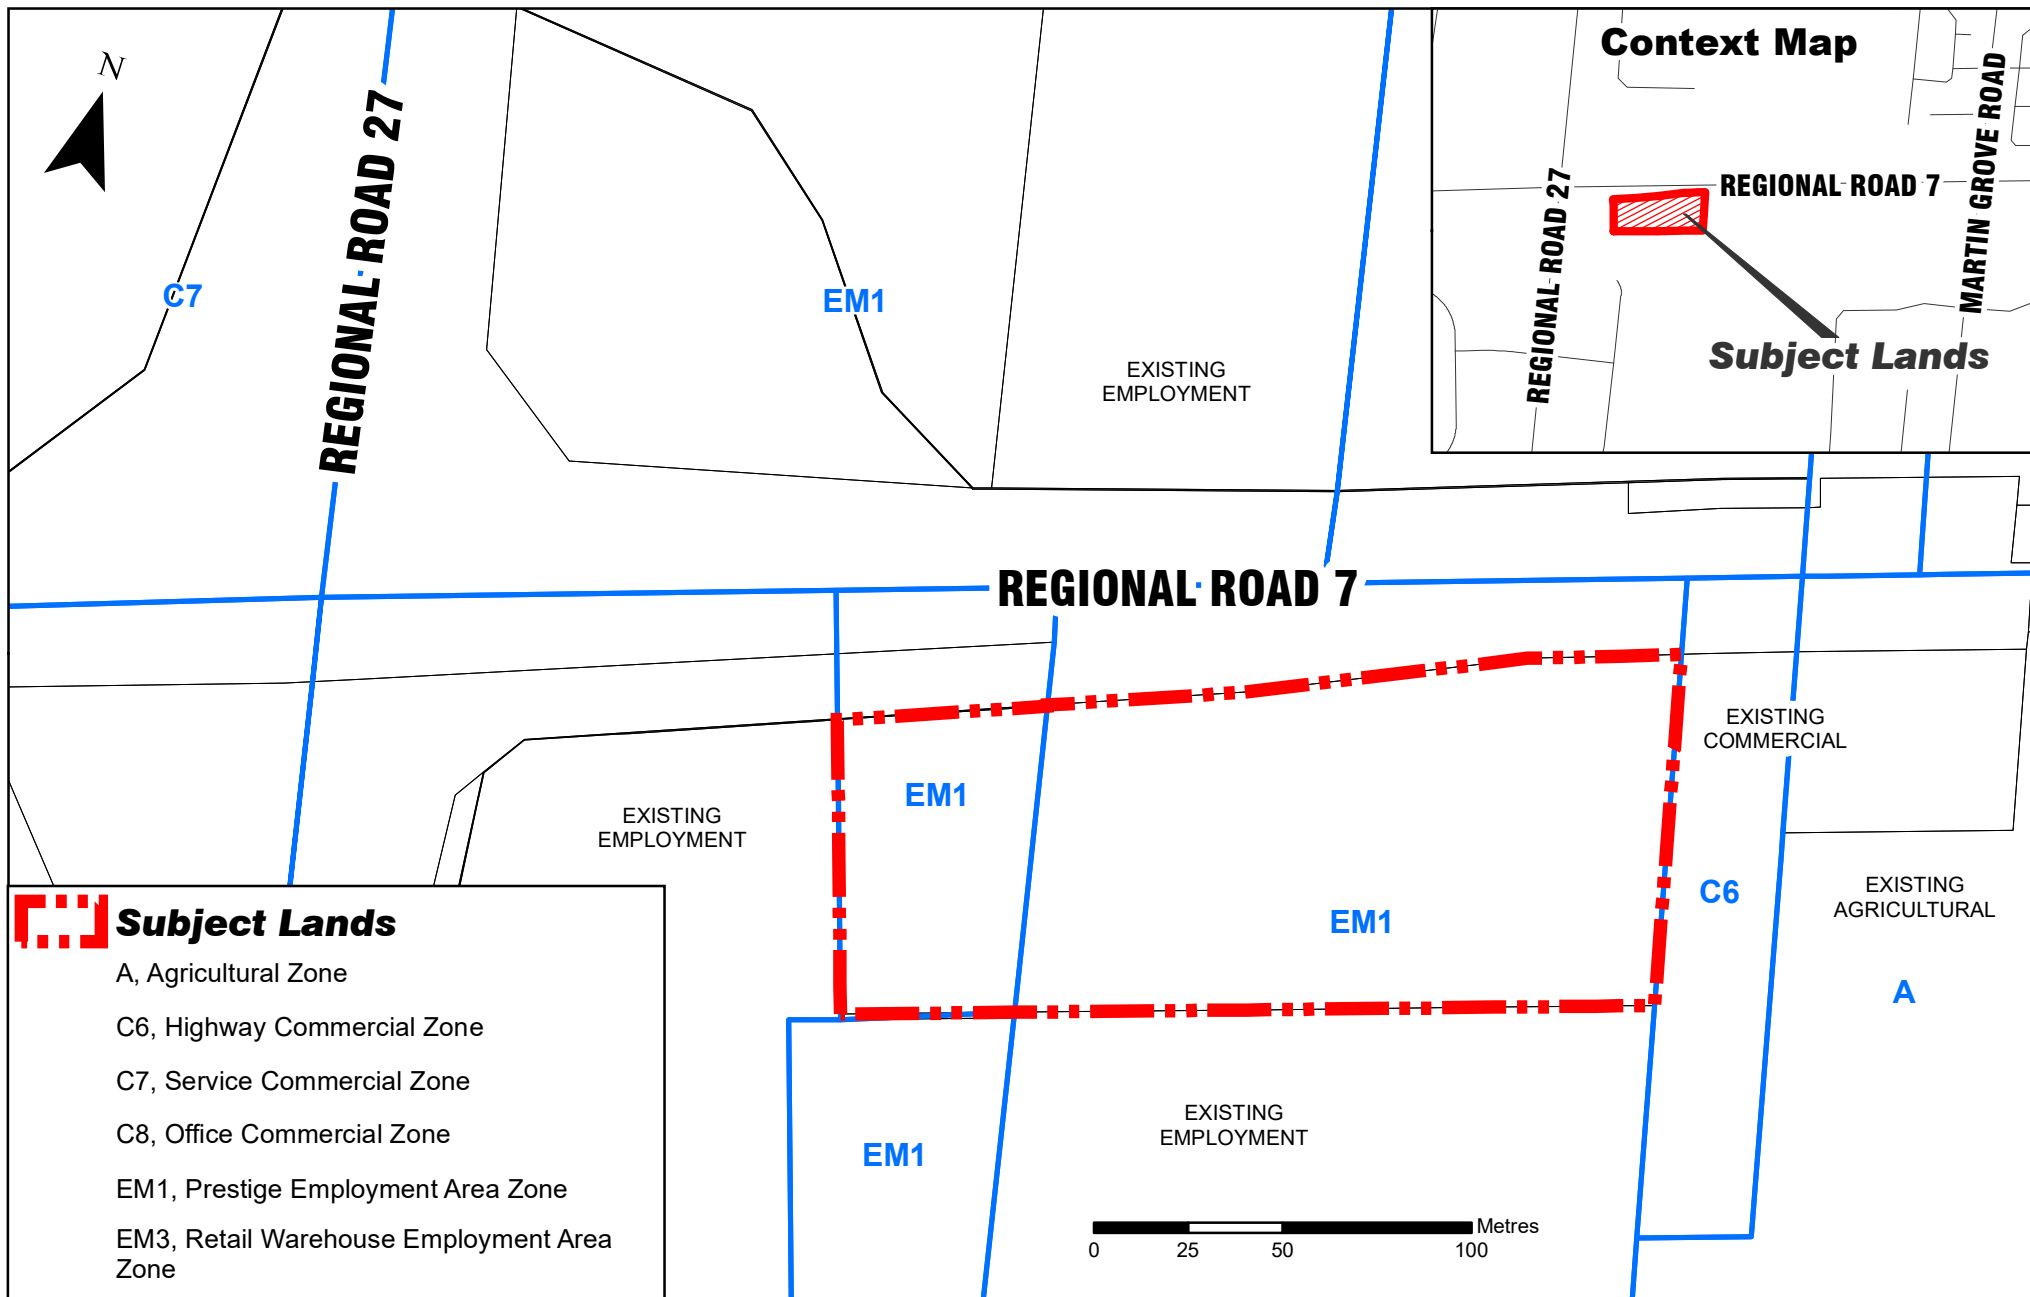 N
REGIONAL ROAD 27
C7
EM1
EXISTING
EMPLOYMENT
Context Map
REGIONAL ROAD 27
REGIONAL ROAD 7
MARTIN GROVE ROAD
Subject Lands
REGIONAL ROAD 7
EXISTING
COMMERCIAL
EM1
EXISTING
EMPLOYMENT
EM1
C6
EXISTING
AGRICULTURAL
A
EXISTING
EMPLOYMENT
EM1
Metres
0 25 50 100
Subject Lands
A, Agricultural Zone
C6, Highway Commercial Zone
C7, Service Commercial Zone
C8, Office Commercial Zone
EM1, Prestige Employment Area Zone
EM3, Retail Warehouse Employment Area
Zone